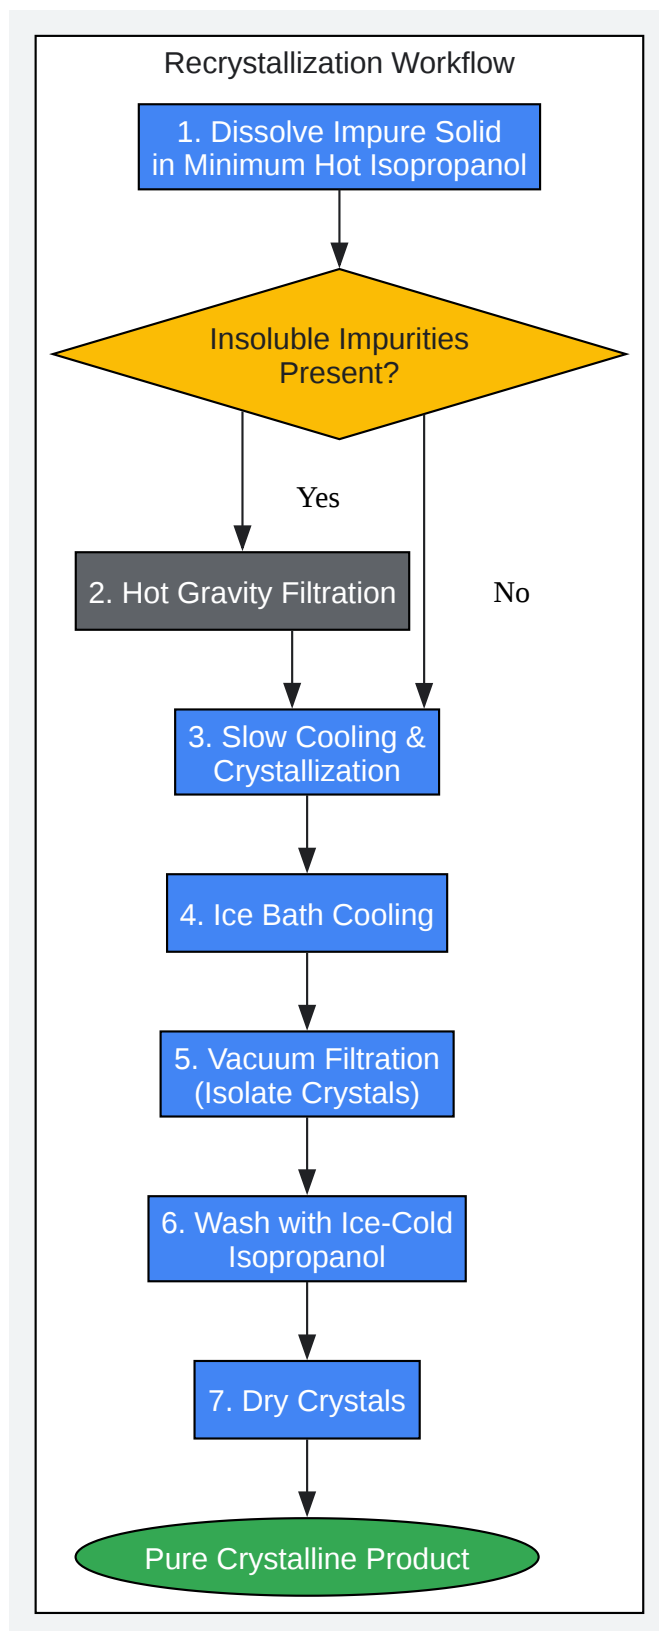 Recrystallization Workflow
1. Dissolve Impure Solid
in Minimum Hot Isopropanol
Insoluble Impurities
Present?
Yes
2. Hot Gravity Filtration
No
3. Slow Cooling &
Crystallization
4. Ice Bath Cooling
5. Vacuum Filtration
(Isolate Crystals)
6. Wash with Ice-Cold
Isopropanol
7. Dry Crystals
Pure Crystalline Product